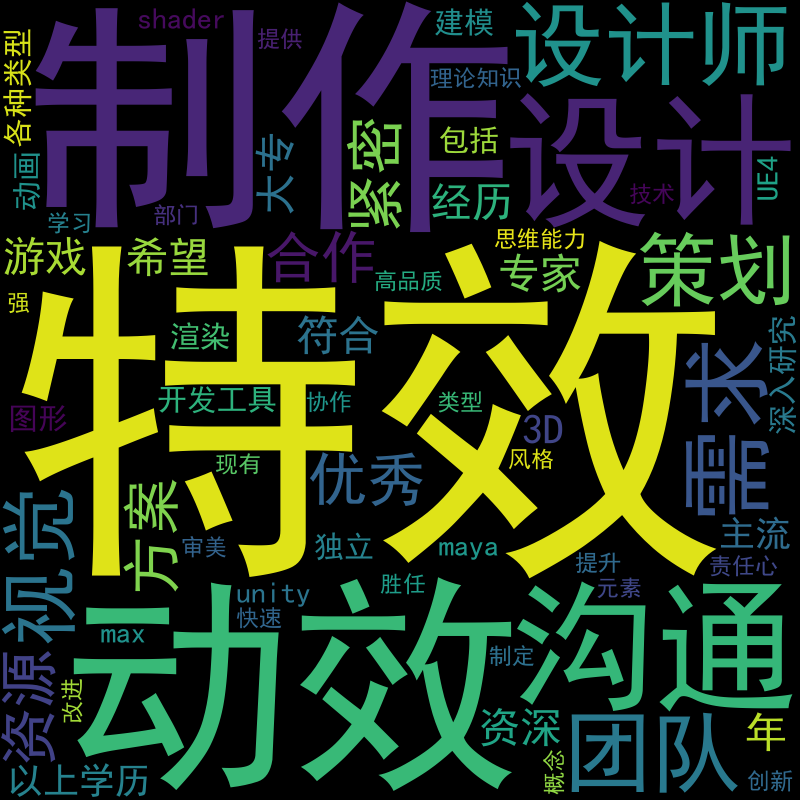 shader
提供
建模
设计师
各种类型
制作
理论知识
设计
动画
大专
紧密
包括
经历
UE4
技术
学习
部门
游戏
希望
合作
思维能力
专家
策划
高品质
强
特效
渲染
符合
深入研究
开发工具
协作
类型
需求
图形
3D
现有
优秀
风格
视觉
方案
审美
独立
maya
主流
提升
责任心
动效
unity
快速
胜任
元素
沟通
max
制定
资源
改进
资深
团队
年
以上学历
概念
创新